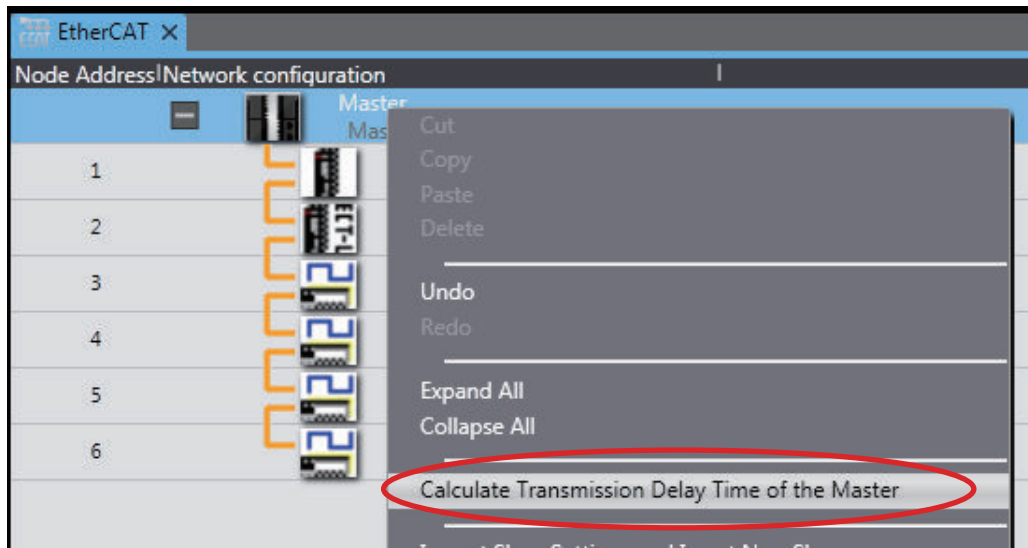 EtherCAT
Node Address Network configuration
Master
Mas
Cut
Copy
Paste
Delete
Undo
Redo
Expand All
Collapse All
Calculate Transmission Delay Time of the Master
1
2
ECT-L
3
4
5
6